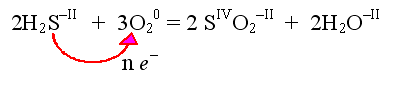 2H₂S⁻ᴵᴵ + 3O₂⁰ = 2 SᴵⱽO₂⁻ᴵᴵ + 2H₂O⁻ᴵᴵ
n e⁻